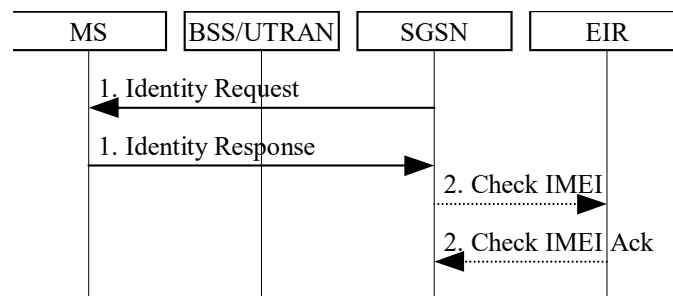 MS BSS/UTRAN SGSN EIR
1. Identity Request
1. Identity Response
2. Check IMEI
2. Check IMEI Ack